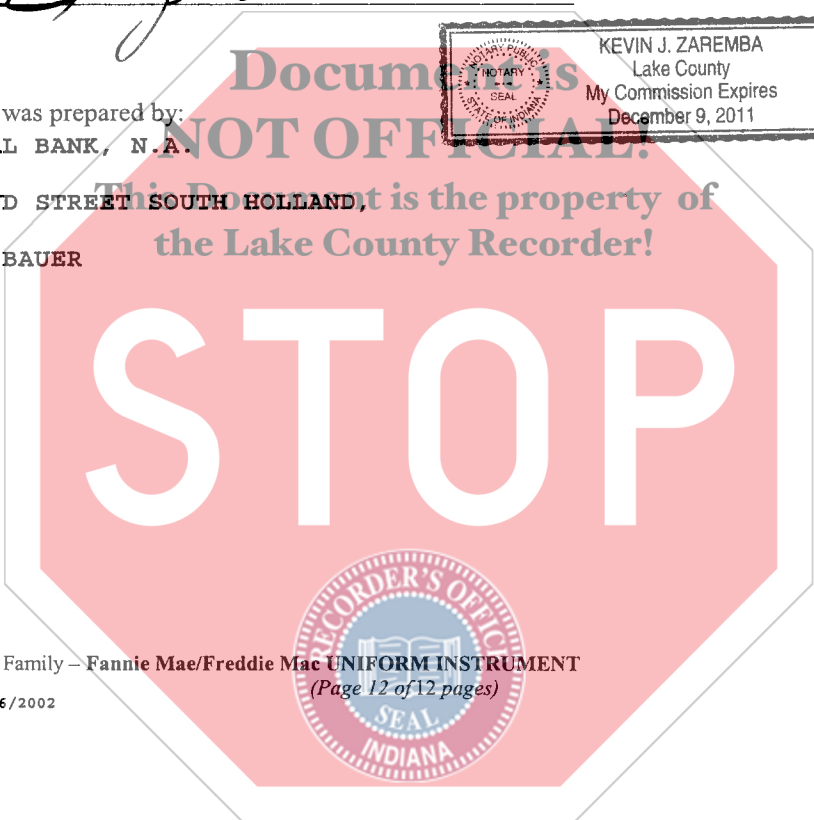 KEVIN J. ZAREMBA
Lake County
My Commission Expires
December 9, 2011
NOTARY PUBLIC
NOTARY
SEAL
STATE OF INDIANA
Document is
NOT OFFICIAL!
This Document is the property of
the Lake County Recorder!
was prepared by:
L BANK, N.A.
D STREET SOUTH HOLLAND,
BAUER
STOP
RECORDER'S OFFICE
SEAL
INDIANA
Family – Fannie Mae/Freddie Mac UNIFORM INSTRUMENT
(Page 12 of 12 pages)
6/2002